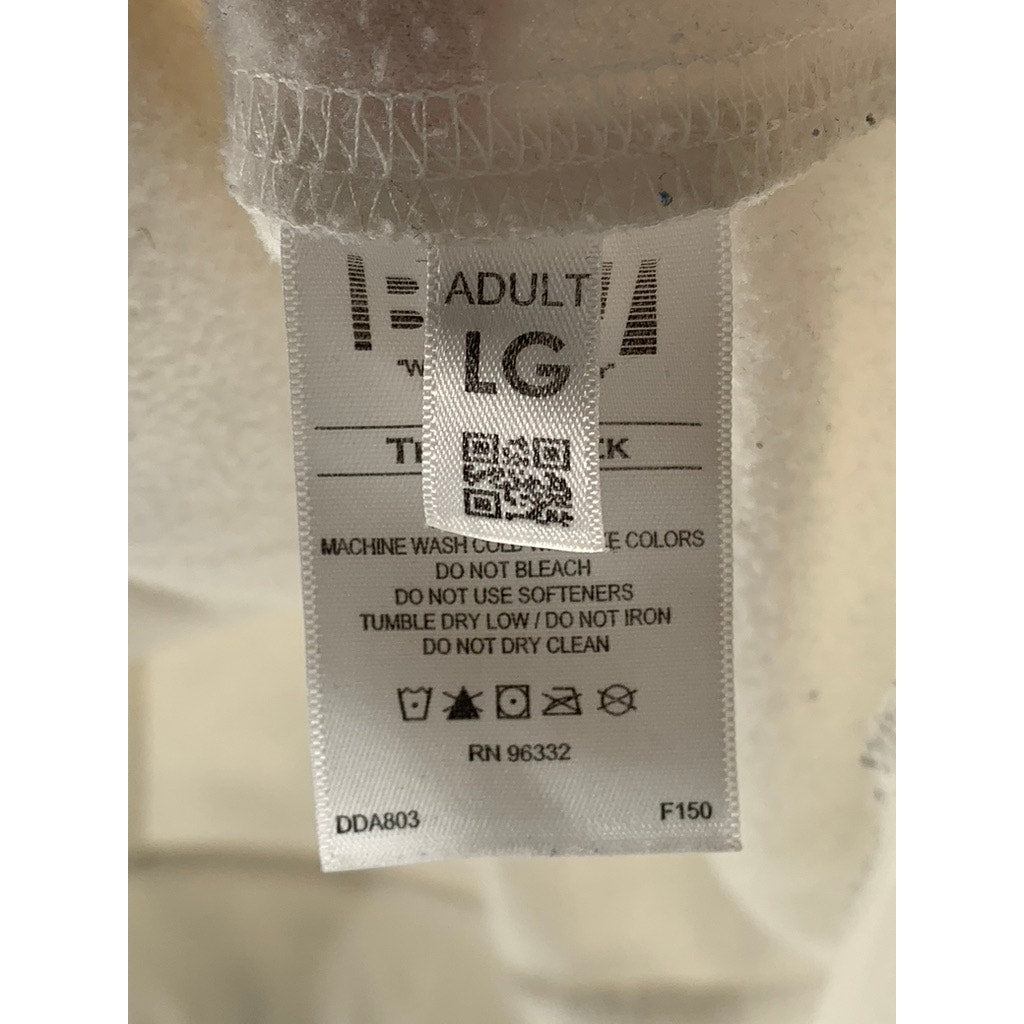 ADULT
LG
MACHINE WASH COLD COLORS
DO NOT BLEACH
DO NOT USE SOFTENERS
TUMBLE DRY LOW / DO NOT IRON
DO NOT DRY CLEAN
RN 96332
DDA803 F150